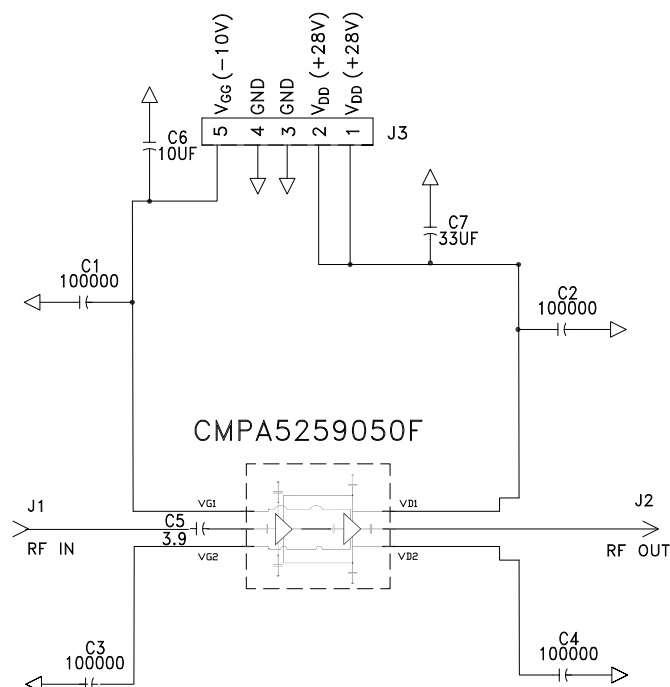 VGG (-10V)
GND
GND
VDD (+28V)
VDD (+28V)
5 4 3 2 1
J3
C6
10UF
C7
33UF
C1
100000
C2
100000
CMPA5259050F
J1
RF IN
C5
3.9
VG1
VG2
VD1
VD2
J2
RF OUT
C3
100000
C4
100000